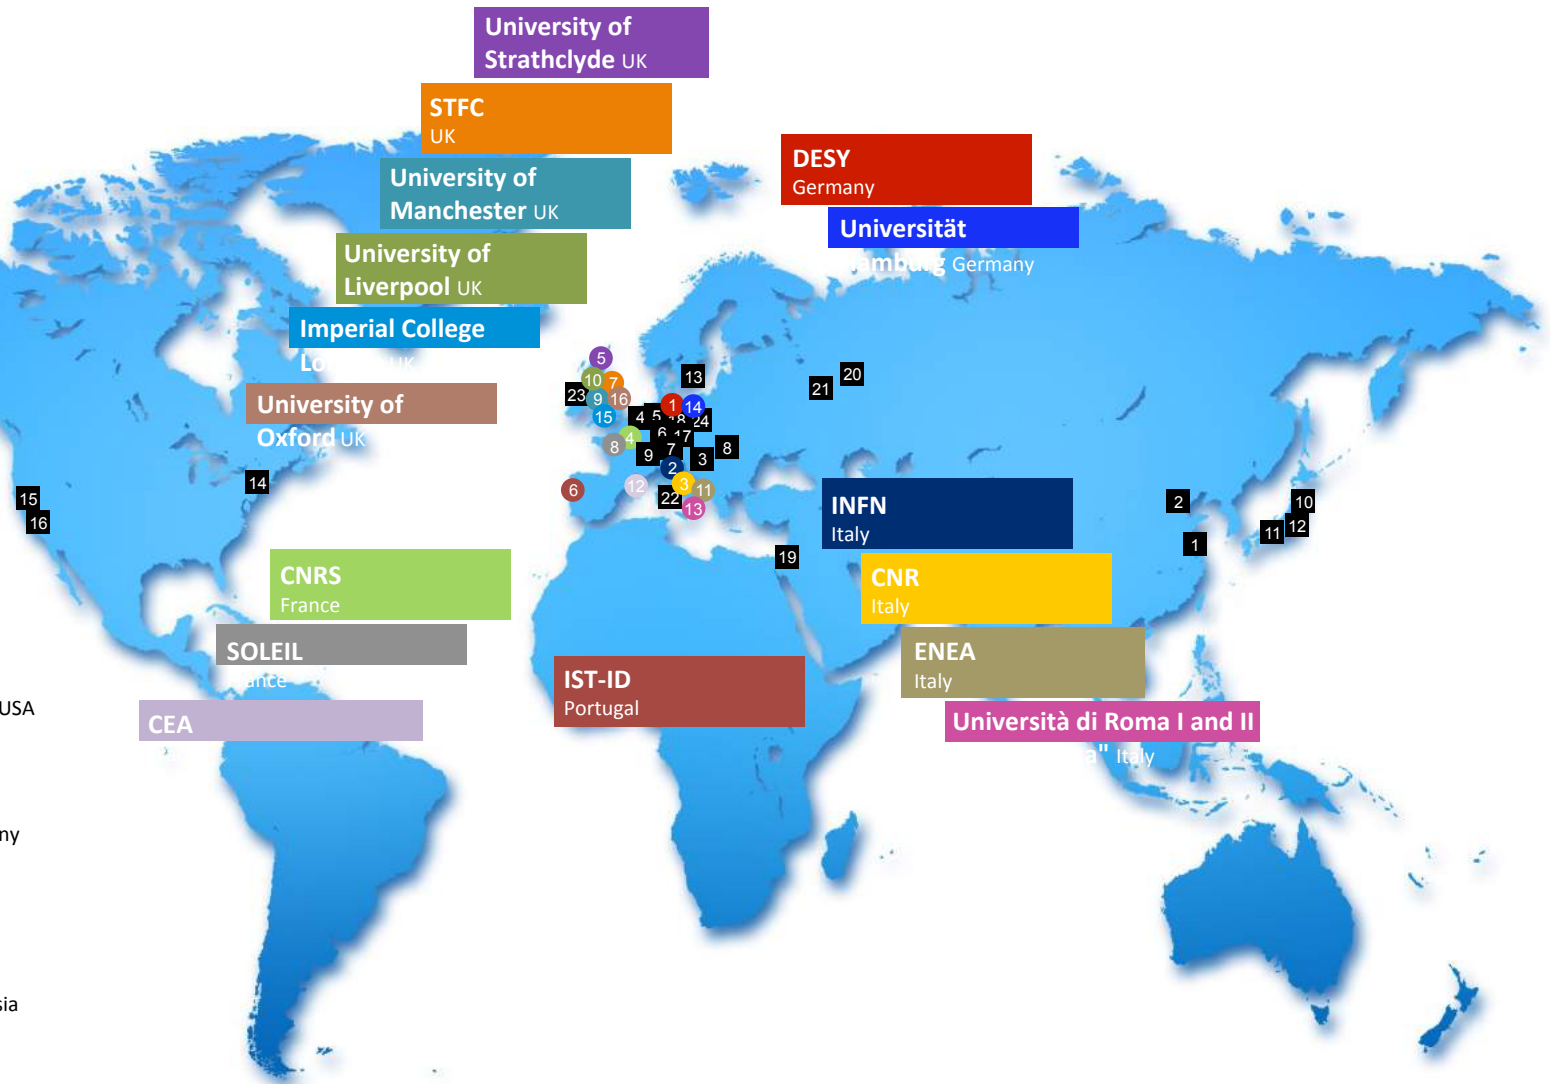 University of
Strathclyde UK
STFC
UK
University of
Manchester UK
University of
Liverpool UK
Imperial College
UK
University of
Oxford UK
DESY
Germany
Universität
Germany
5
10
7
23
9
16
15
13
1
14
4
5
18
24
6
17
8
4
9
7
3
8
2
6
12
3
11
22
13
20
21
19
14
15
16
2
10
11
12
1
CNRS
France
SOLEIL
France
CEA
IST-ID
Portugal
INFN
Italy
CNR
Italy
ENEA
Italy
Università di Roma I and II
a" Italy
USA
ny
sia